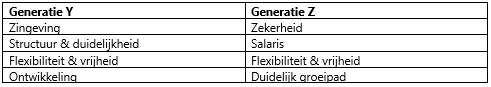 Generatie Y Generatie Z
Zingeving Zekerheid
Structuur & duidelijkheid Salaris
Flexibiliteit & vrijheid Flexibiliteit & vrijheid
Ontwikkeling Duidelijk groeipad